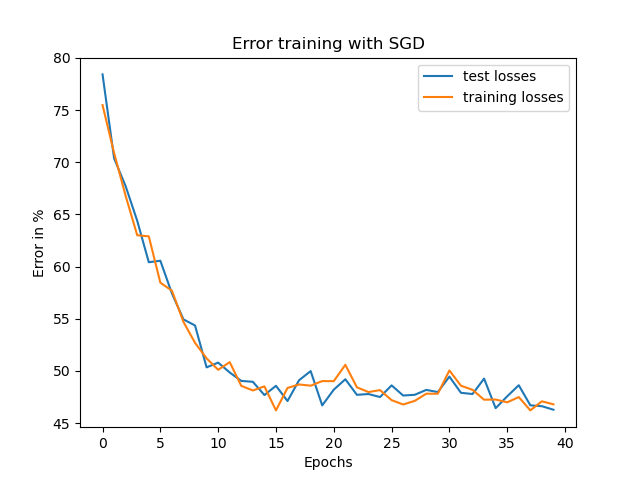 Error training with SGD
80
75
70
65
60
55
50
45
Error in %
test losses
training losses
0 5 10 15 20 25 30 35 40
Epochs